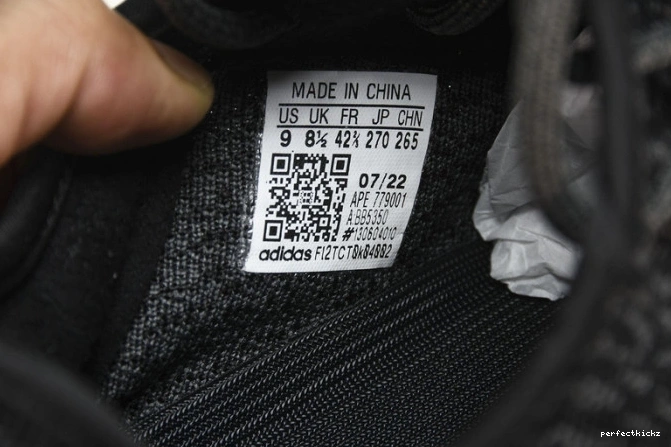 MADE IN CHINA
US UK FR JP CHN
9 8½ 42⅔ 270 265
07/22
APE 779001
ABB5350
#130604010
adidas
perfectkickz